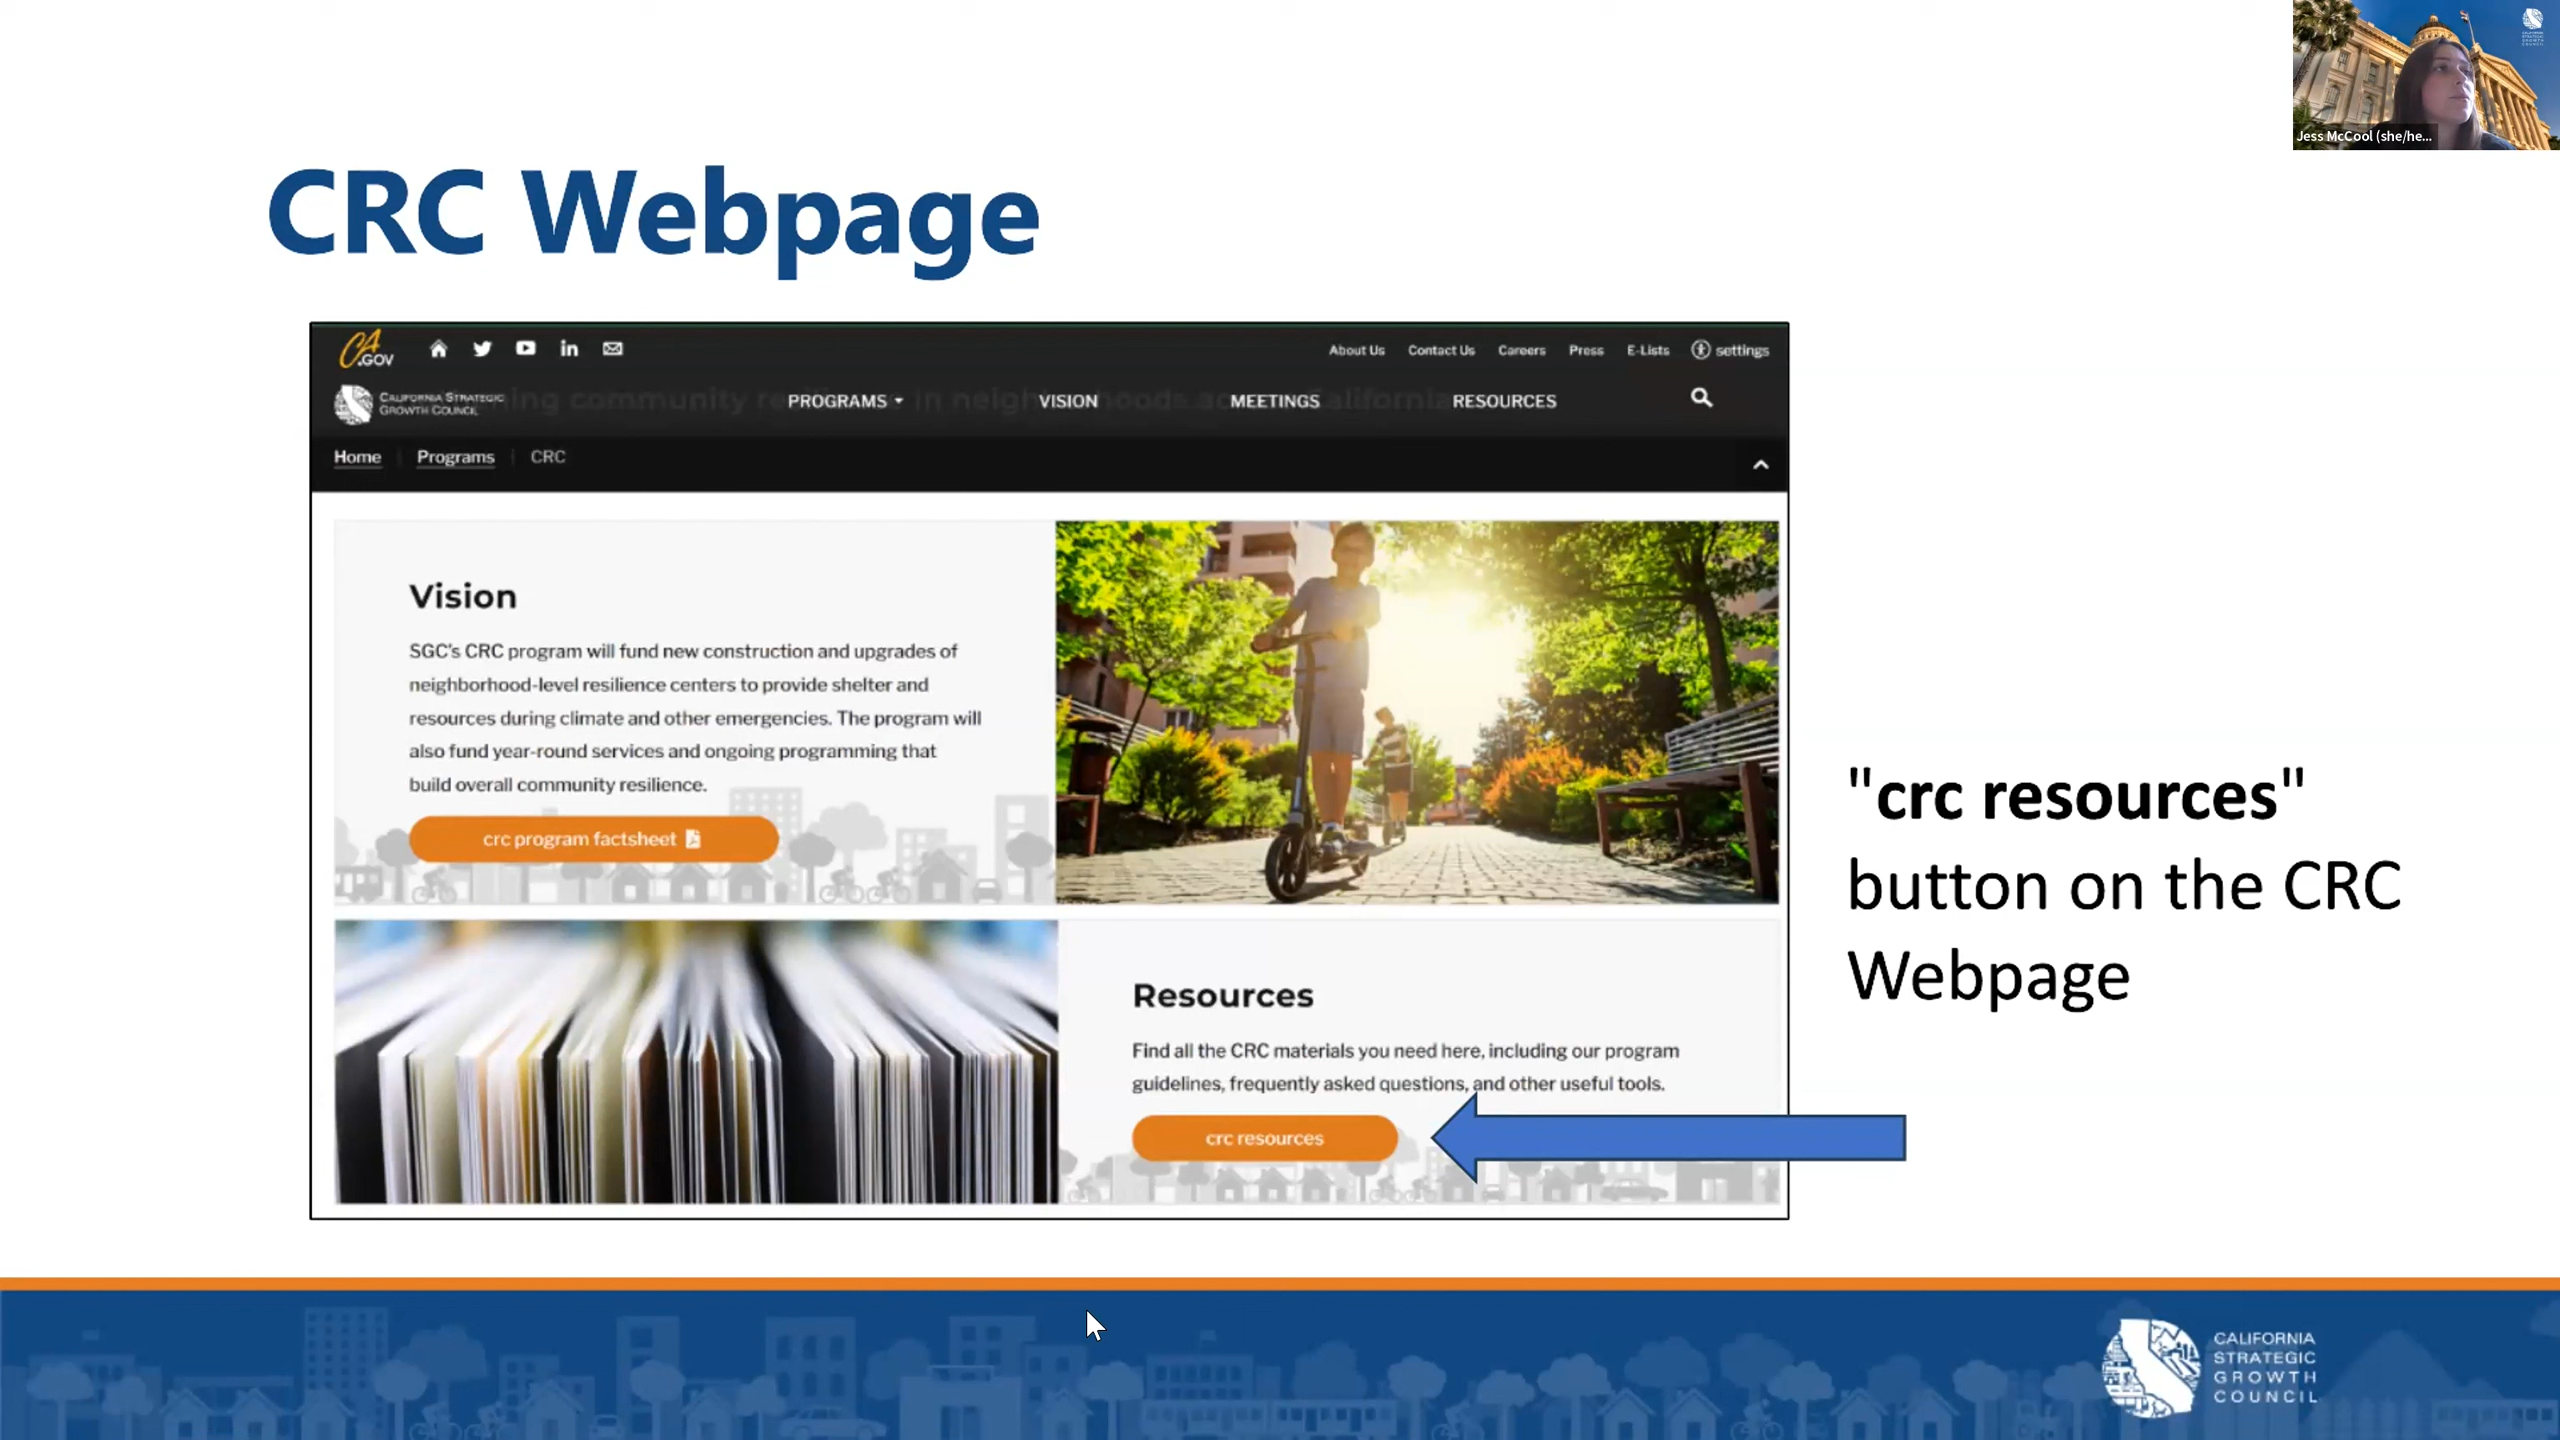 Jess McCool (she/he...
CRC Webpage
CA.GOV
About Us Contact Us Careers Press E-Lists settings
CALIFORNIA STRATEGIC
GROWTH COUNCIL
PROGRAMS VISION MEETINGS RESOURCES
Home Programs CRC
Vision
SGC's CRC program will fund new construction and upgrades of
neighborhood-level resilience centers to provide shelter and
resources during climate and other emergencies. The program will
also fund year-round services and ongoing programming that
build overall community resilience.
crc program factsheet
Resources
Find all the CRC materials you need here, including our program
guidelines, frequently asked questions, and other useful tools.
crc resources
"crc resources"
button on the CRC
Webpage
CALIFORNIA
STRATEGIC
GROWTH
COUNCIL